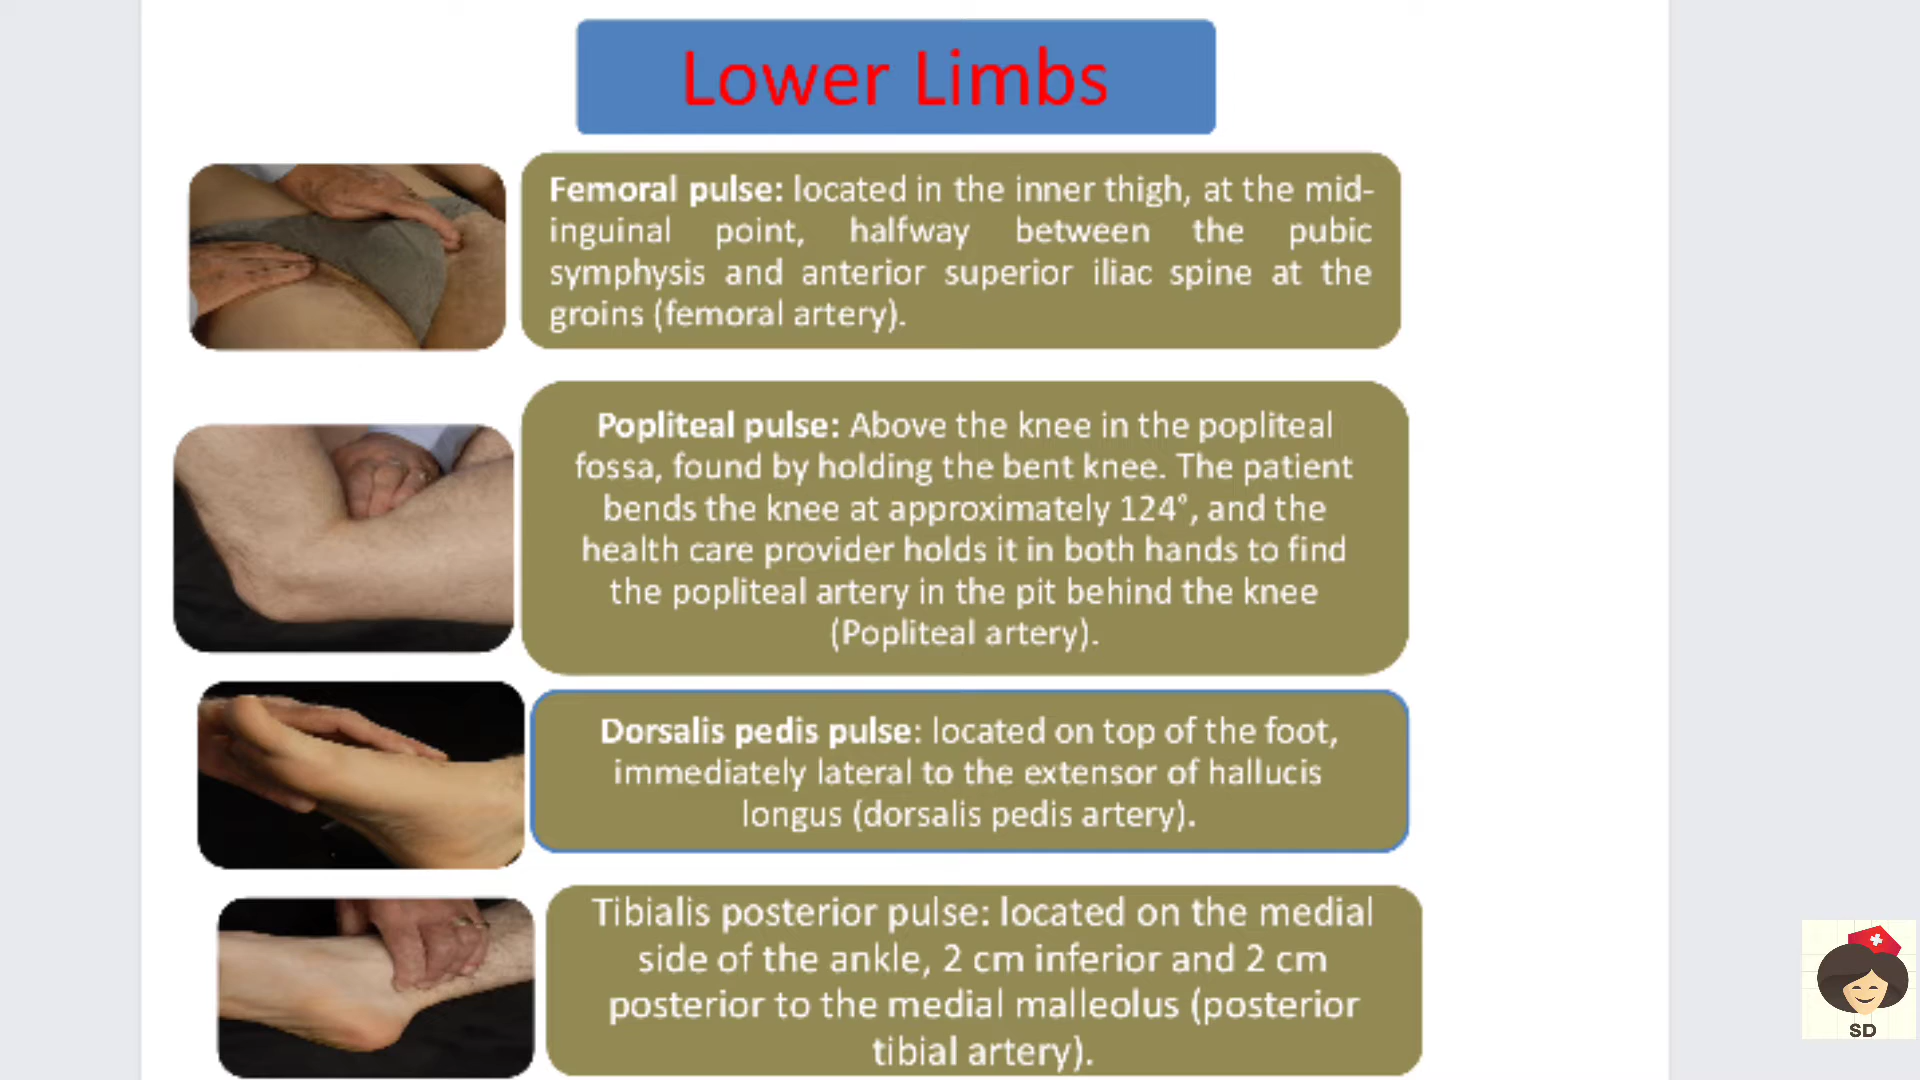 Lower Limbs
Femoral pulse: located in the inner thigh, at the mid-
inguinal point, halfway between the pubic
symphysis and anterior superior iliac spine at the
groins (femoral artery).
Popliteal pulse: Above the knee in the popliteal
fossa, found by holding the bent knee. The patient
bends the knee at approximately 124°, and the
health care provider holds it in both hands to find
the popliteal artery in the pit behind the knee
(Popliteal artery).
Dorsalis pedis pulse: located on top of the foot,
immediately lateral to the extensor of hallucis
longus (dorsalis pedis artery).
Tibialis posterior pulse: located on the medial
side of the ankle, 2 cm inferior and 2 cm
posterior to the medial malleolus (posterior
tibial artery).
SD